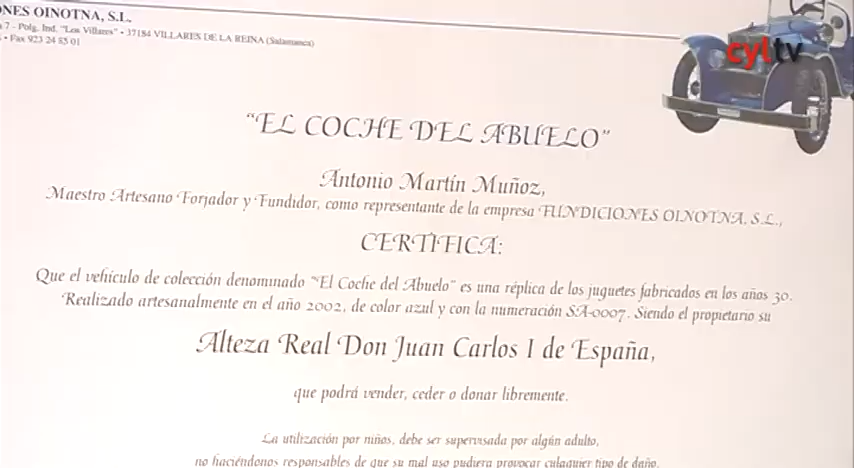 NES OINOTNA, S.L.
7 - Polg. Ind. "Los Villares" • 37184 VILLARES DE LA REINA (Salamanca)
• Fax 923 24 55 01
cyltv
"EL COCHE DEL ABUELO"
Antonio Martín Muñoz,
Maestro Artesano Forjador y Fundidor, como representante de la empresa FUNDICIONES OINOTNA, S.L.,
CERTIFICA:
Que el vehículo de colección denominado "El Coche del Abuelo" es una réplica de los juguetes fabricados en los años 30.
Realizado artesanalmente en el año 2002, de color azul y con la numeración SA-0007. Siendo el propietario su
Alteza Real Don Juan Carlos I de España,
que podrá vender, ceder o donar libremente.
La utilización por niños, debe ser supervisada por algún adulto,
no haciéndonos responsables de que su mal uso pudiera provocar cualquier tipo de daño.